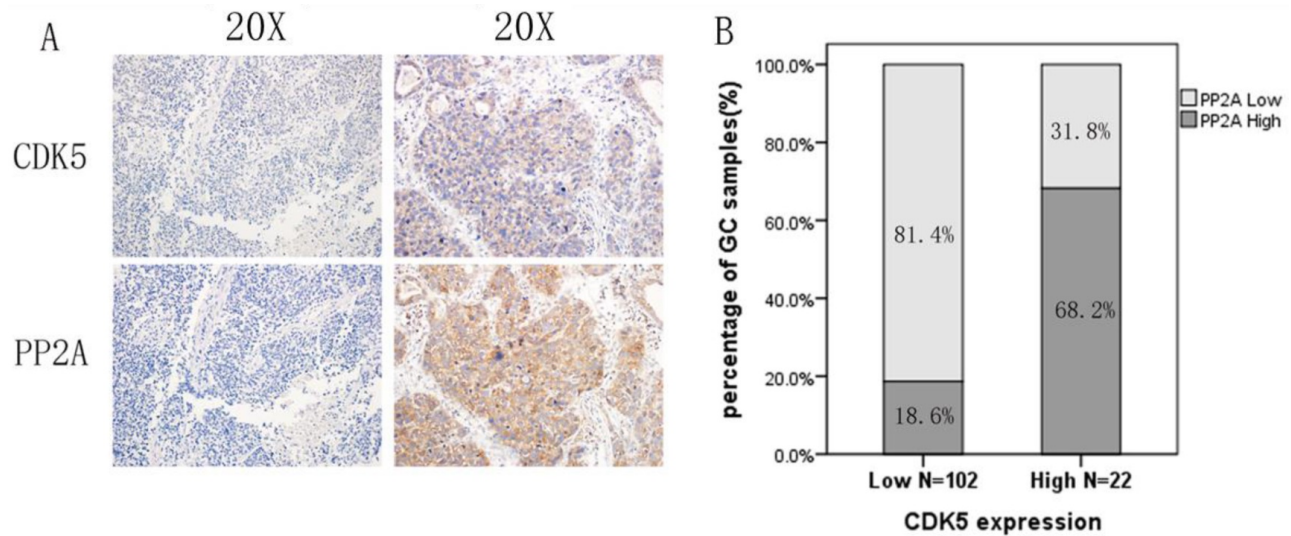 A
20X
20X
CDK5
PP2A
B
percentage of GC samples(%)
100.0%
80.0%
60.0%
40.0%
20.0%
0.0%
81.4%
18.6%
31.8%
68.2%
Low N=102
High N=22
CDK5 expression
PP2A Low
PP2A High